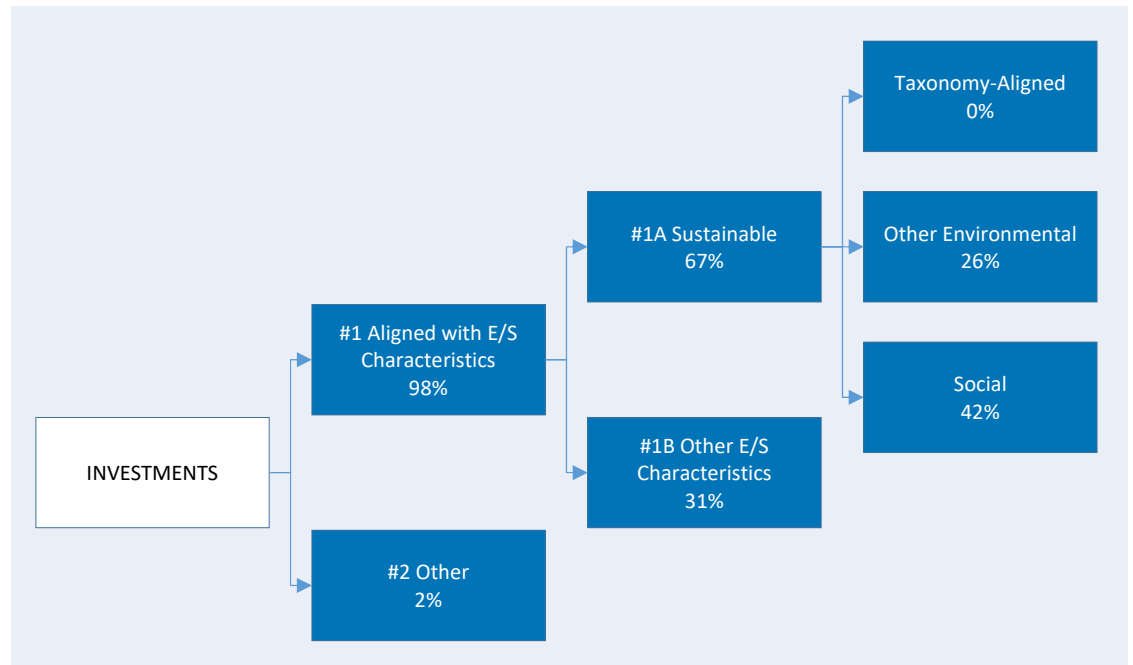 INVESTMENTS
#1 Aligned with E/S
Characteristics
98%
#2 Other
2%
#1A Sustainable
67%
#1B Other E/S
Characteristics
31%
Taxonomy-Aligned
0%
Other Environmental
26%
Social
42%